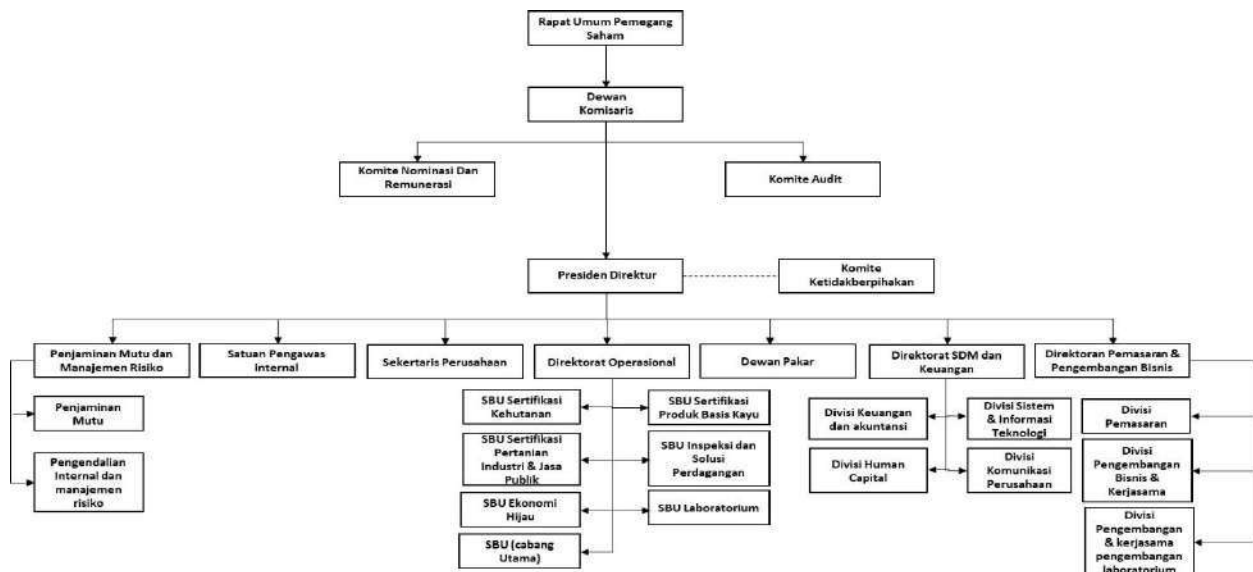 Rapat Umum Pemegang
Saham
Dewan
Komisaris
Komite Nominasi Dan
Remunerasi
Komite Audit
Presiden Direktur
Komite
Ketidakberpihakan
Penjaminan Mutu dan
Manajemen Risiko
Satuan Pengawas
Internal
Sekertaris Perusahaan
Direktorat Operasional
Dewan Pakar
Direktorat SDM dan
Keuangan
Direktoran Pemasaran &
Pengembangan Bisnis
Penjaminan
Mutu
Pengendalian
Internal dan
manajemen
risiko
SBU Sertifikasi
Kehutanan
SBU Sertifikasi
Produk Basis Kayu
SBU Sertifikasi
Pertanian
Industri & Jasa
Publik
SBU Inspeksi dan
Solusi
Perdagangan
SBU Ekonomi
Hijau
SBU Laboratorium
SBU (cabang
Utama)
Divisi Keuangan
dan akuntansi
Divisi Sistem
& Informasi
Teknologi
Divisi Human
Capital
Divisi
Komunikasi
Perusahaan
Divisi
Pemasaran
Divisi
Pengembangan
Bisnis &
Kerjasama
Divisi
Pengembangan
& kerjasama
pengembangan
laboratorium